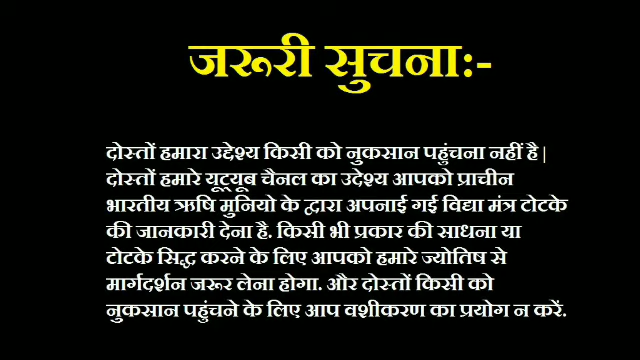 जरूरी सुचना:-
दोस्तों हमारा उद्देश्य किसी को नुकसान पहुंचना नहीं है|
दोस्तों हमारे यूट्यूब चैनल का उदेश्य आपको प्राचीन
भारतीय ऋषि मुनियो के द्वारा अपनाई गई विद्या मंत्र टोटके
की जानकारी देना है. किसी भी प्रकार की साधना या
टोटके सिद्ध करने के लिए आपको हमारे ज्योतिष से
मार्गदर्शन जरूर लेना होगा. और दोस्तों किसी को
नुकसान पहुंचने के लिए आप वशीकरण का प्रयोग न करें.